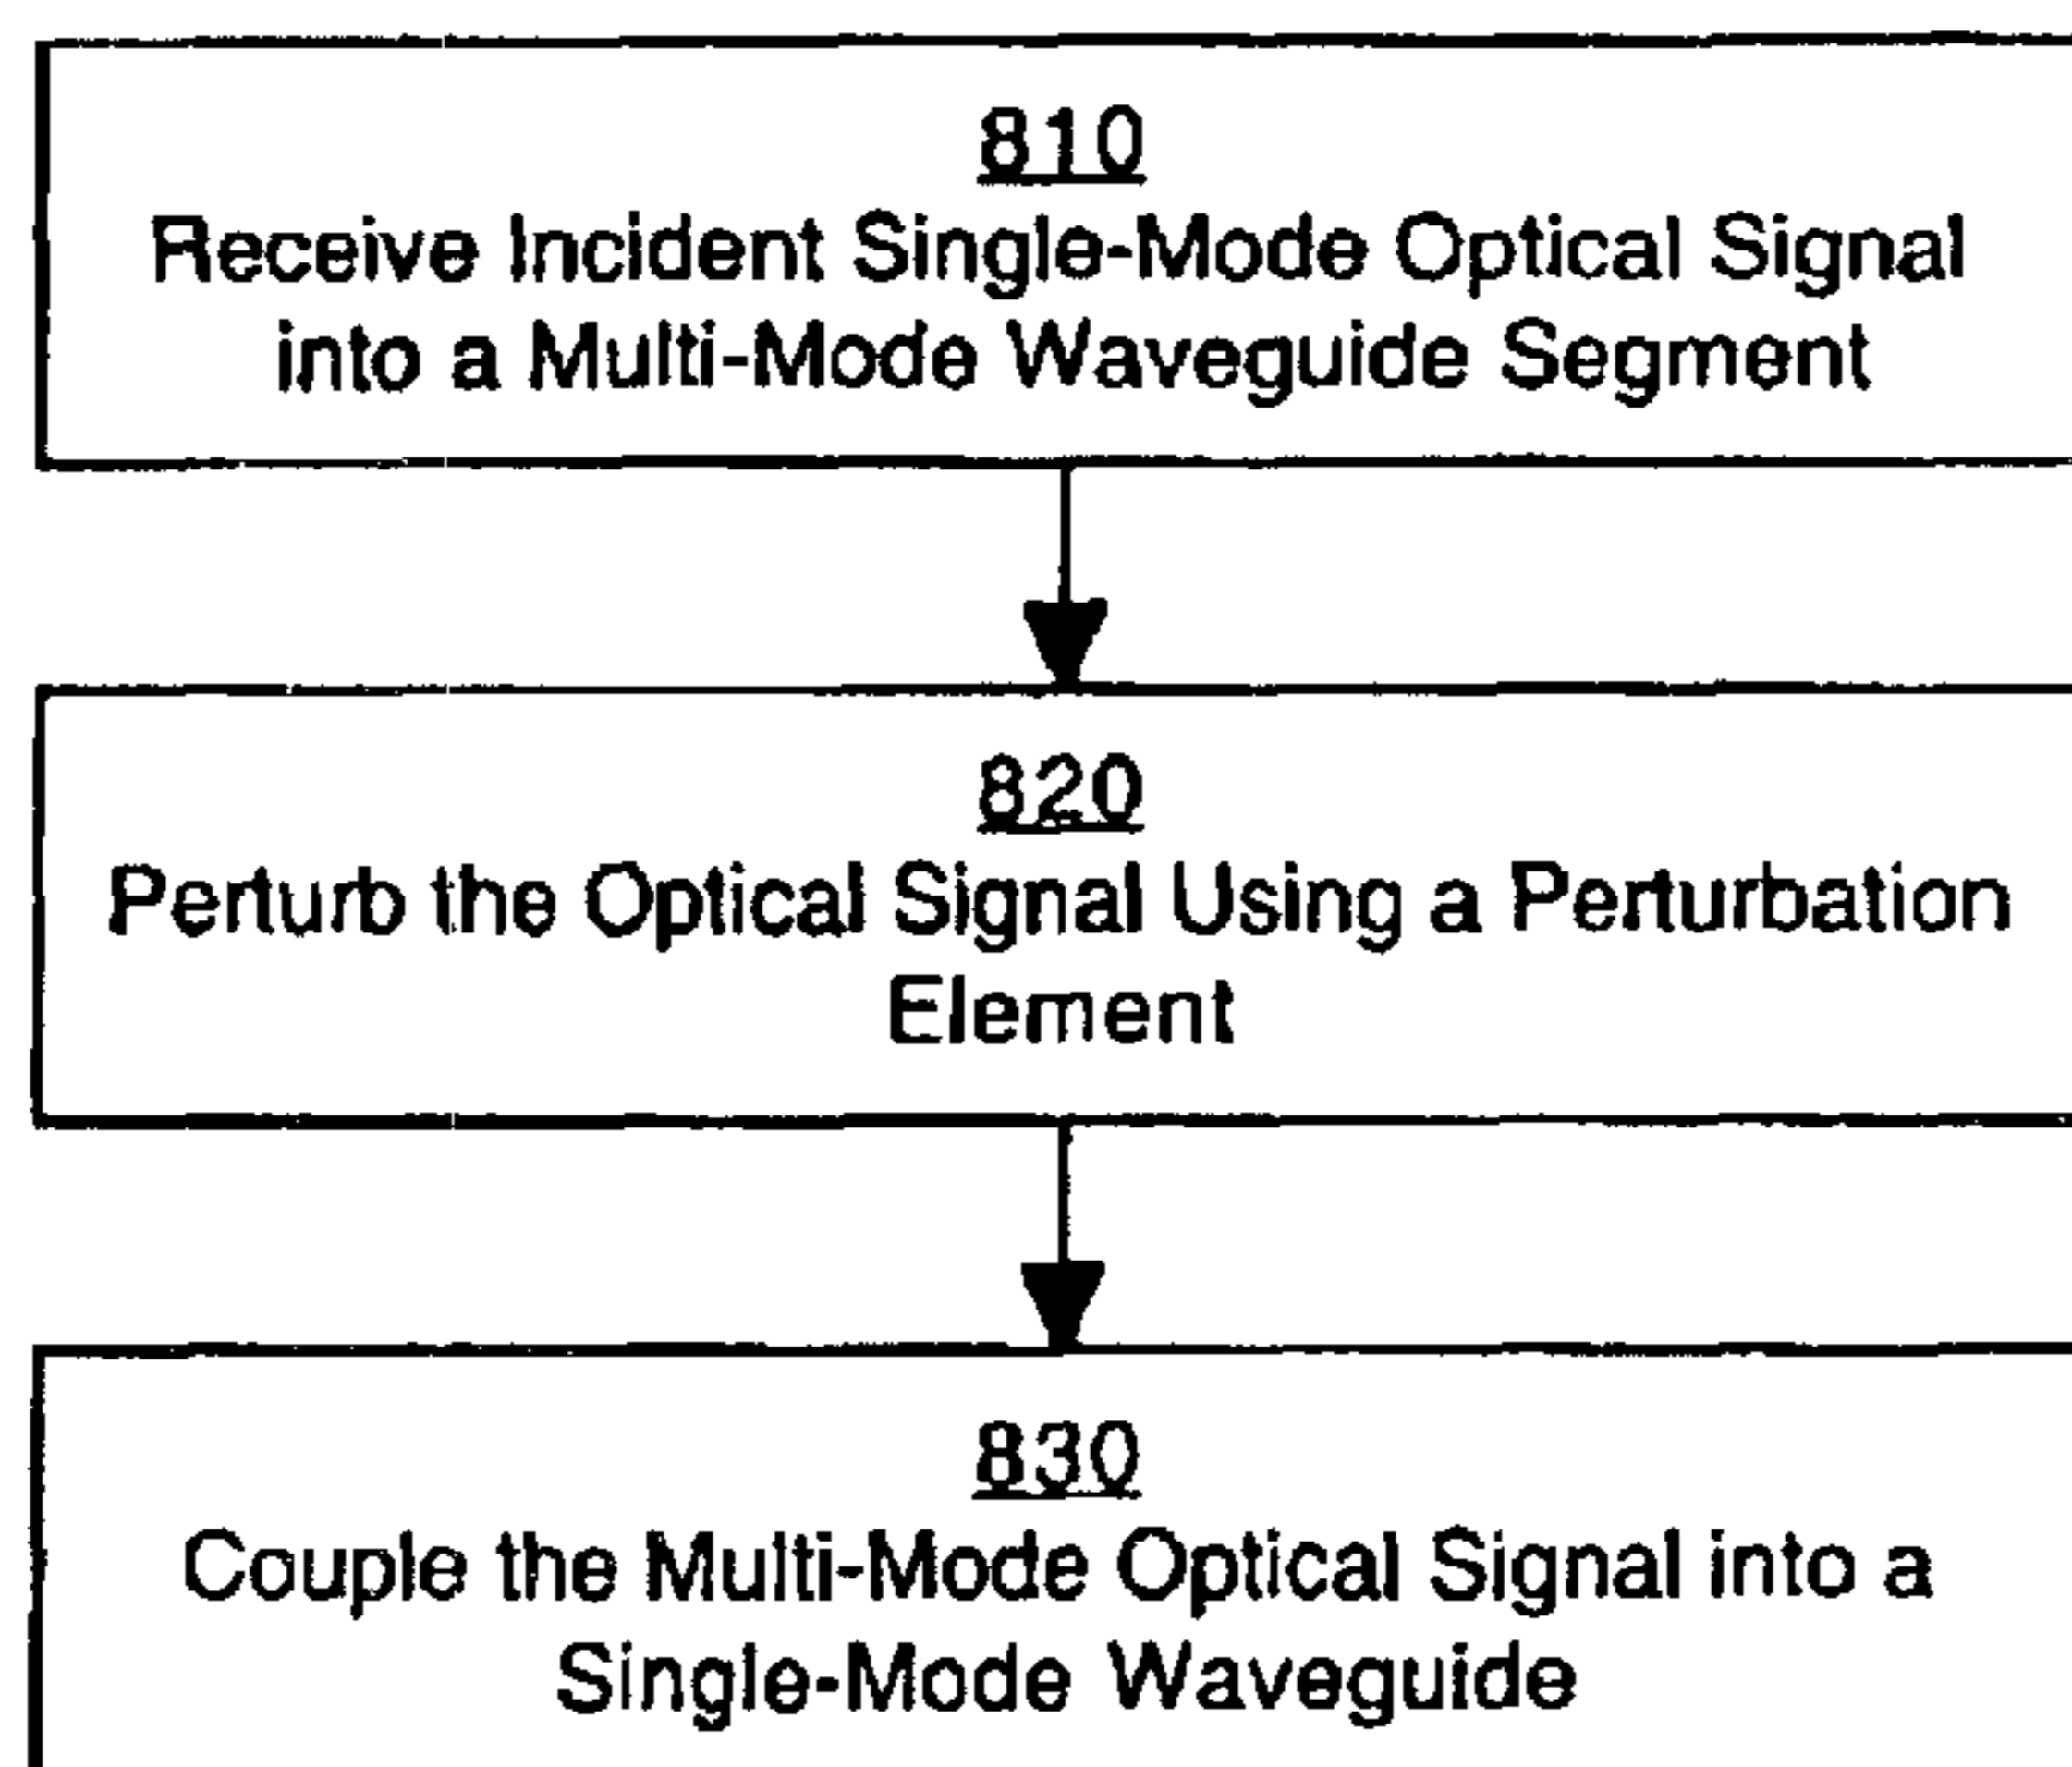 810
Receive Incident Single-Mode Optical Signal
into a Multi-Mode Waveguide Segment
820
Perturb the Optical Signal Using a Perturbation
Element
830
Couple the Multi-Mode Optical Signal into a
Single-Mode Waveguide